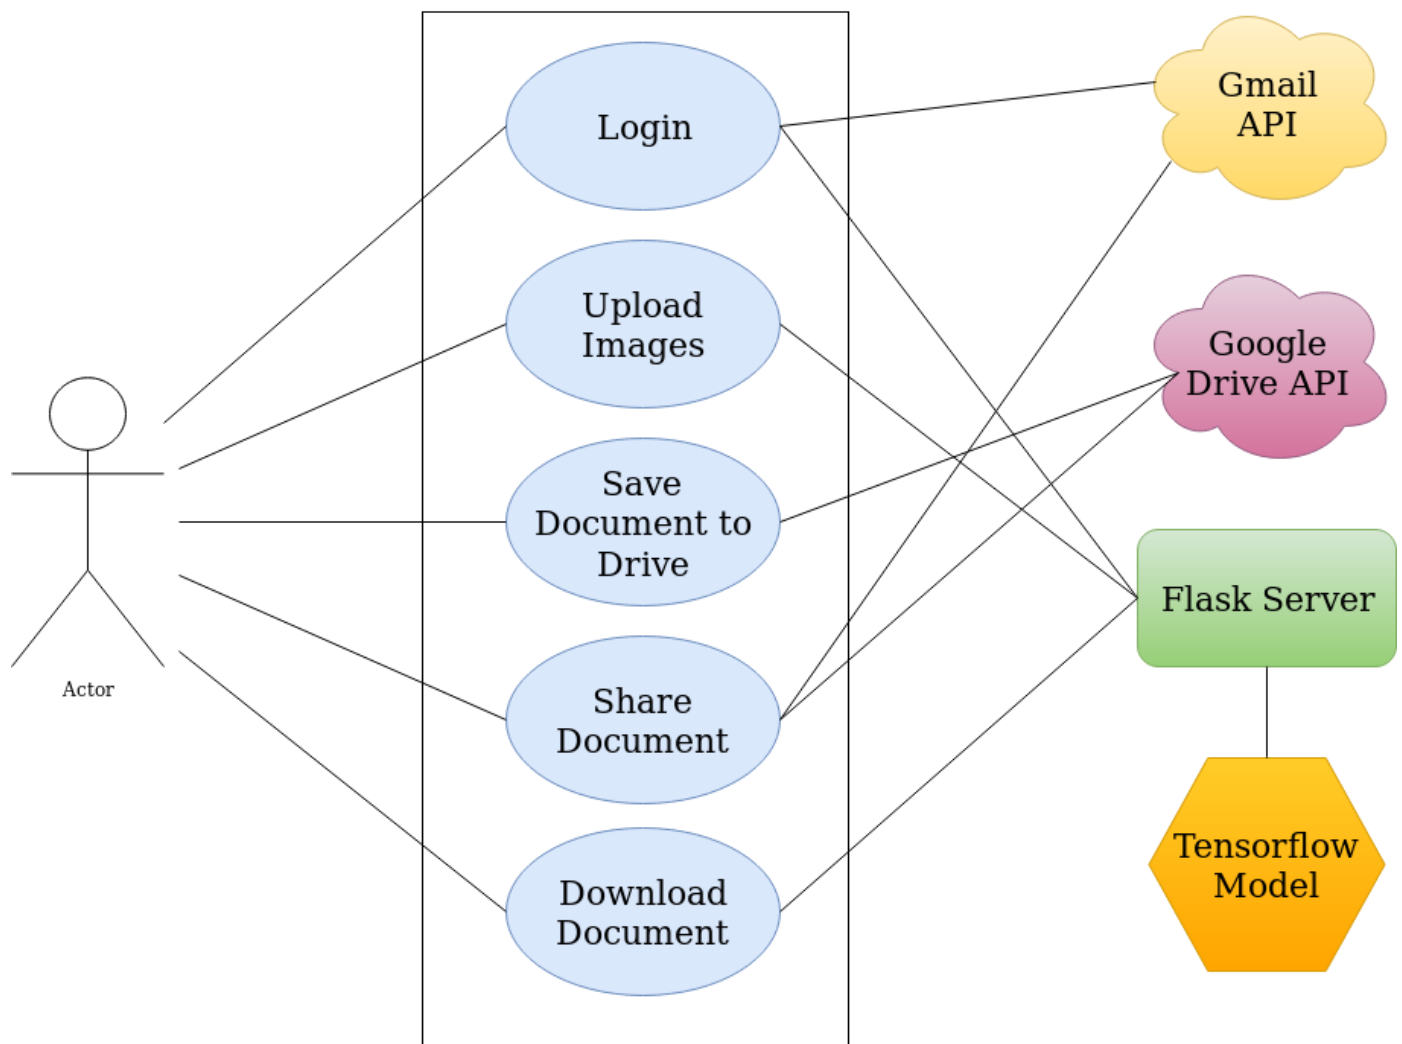 Login
Upload
Images
Save
Document to
Drive
Share
Document
Download
Document
Actor
Gmail
API
Google
Drive API
Flask Server
Tensorflow
Model